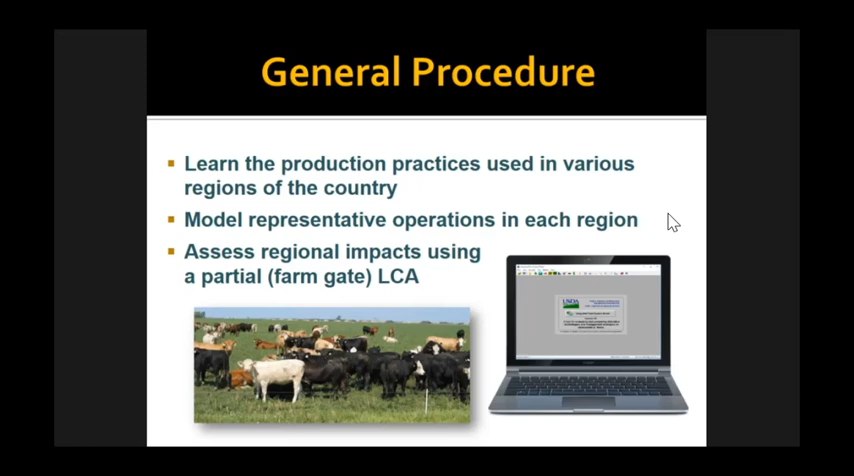 General Procedure
Learn the production practices used in various
regions of the country
Model representative operations in each region
Assess regional impacts using
a partial (farm gate) LCA
USDA